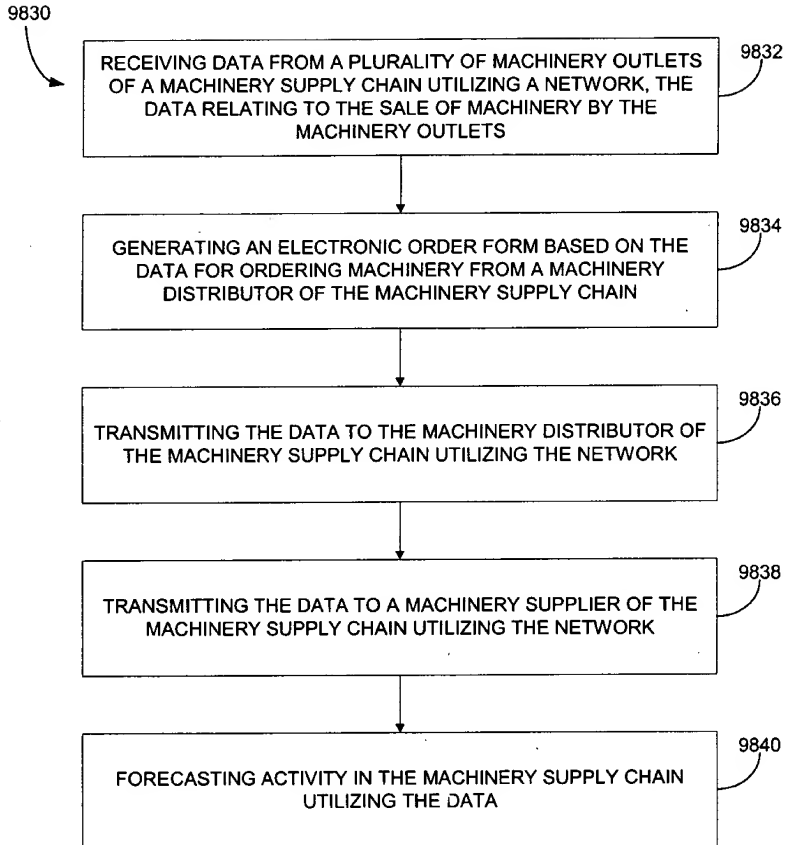 9830
RECEIVING DATA FROM A PLURALITY OF MACHINERY OUTLETS
OF A MACHINERY SUPPLY CHAIN UTILIZING A NETWORK, THE
DATA RELATING TO THE SALE OF MACHINERY BY THE
MACHINERY OUTLETS
9832
GENERATING AN ELECTRONIC ORDER FORM BASED ON THE
DATA FOR ORDERING MACHINERY FROM A MACHINERY
DISTRIBUTOR OF THE MACHINERY SUPPLY CHAIN
9834
TRANSMITTING THE DATA TO THE MACHINERY DISTRIBUTOR OF
THE MACHINERY SUPPLY CHAIN UTILIZING THE NETWORK
9836
TRANSMITTING THE DATA TO A MACHINERY SUPPLIER OF THE
MACHINERY SUPPLY CHAIN UTILIZING THE NETWORK
9838
FORECASTING ACTIVITY IN THE MACHINERY SUPPLY CHAIN
UTILIZING THE DATA
9840